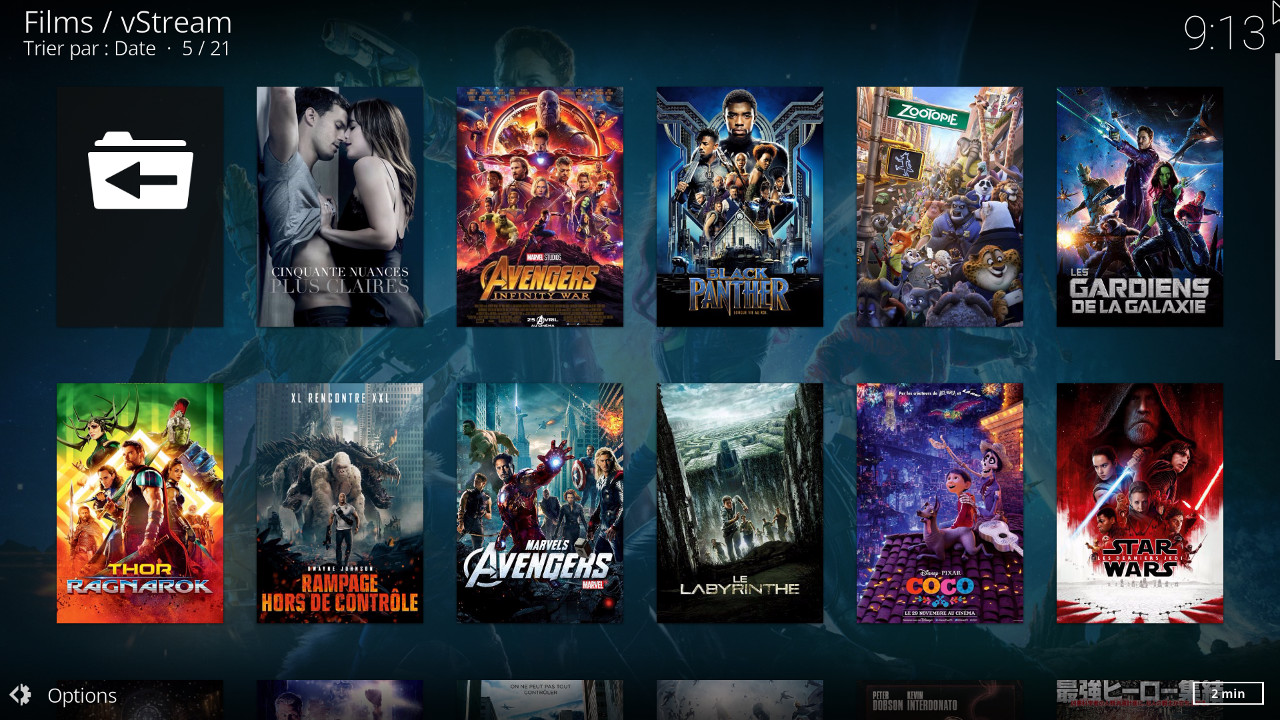 Films / vStream
Trier par : Date · 5 / 21
9:13
CINQUANTE NUANCES
PLUS CLAIRES
MARVEL STUDIOS
AVENGERS
INFINITY WAR
25 AVRIL
AU CINÉMA
BLACK
PANTHER
ZOOTOPIE
LES
GARDIENS
DE LA GALAXIE
THOR
RAGNAROK
XL RENCONTRE XXL
DWAYNE JOHNSON
RAMPAGE
HORS DE CONTRÔLE
MARVEL'S
AVENGERS
MARVEL
LE
LABYRINTHE
Disney · PIXAR
COCO
LE 29 NOVEMBRE AU CINÉMA
STAR
LES DERNIERS JEDI
WARS
Options
ON NE PEUT PAS TOUT
CONTRÔLER
PETER KEVIN
DOBSON INTERDONATO
最強ヒーロー集結
2 min